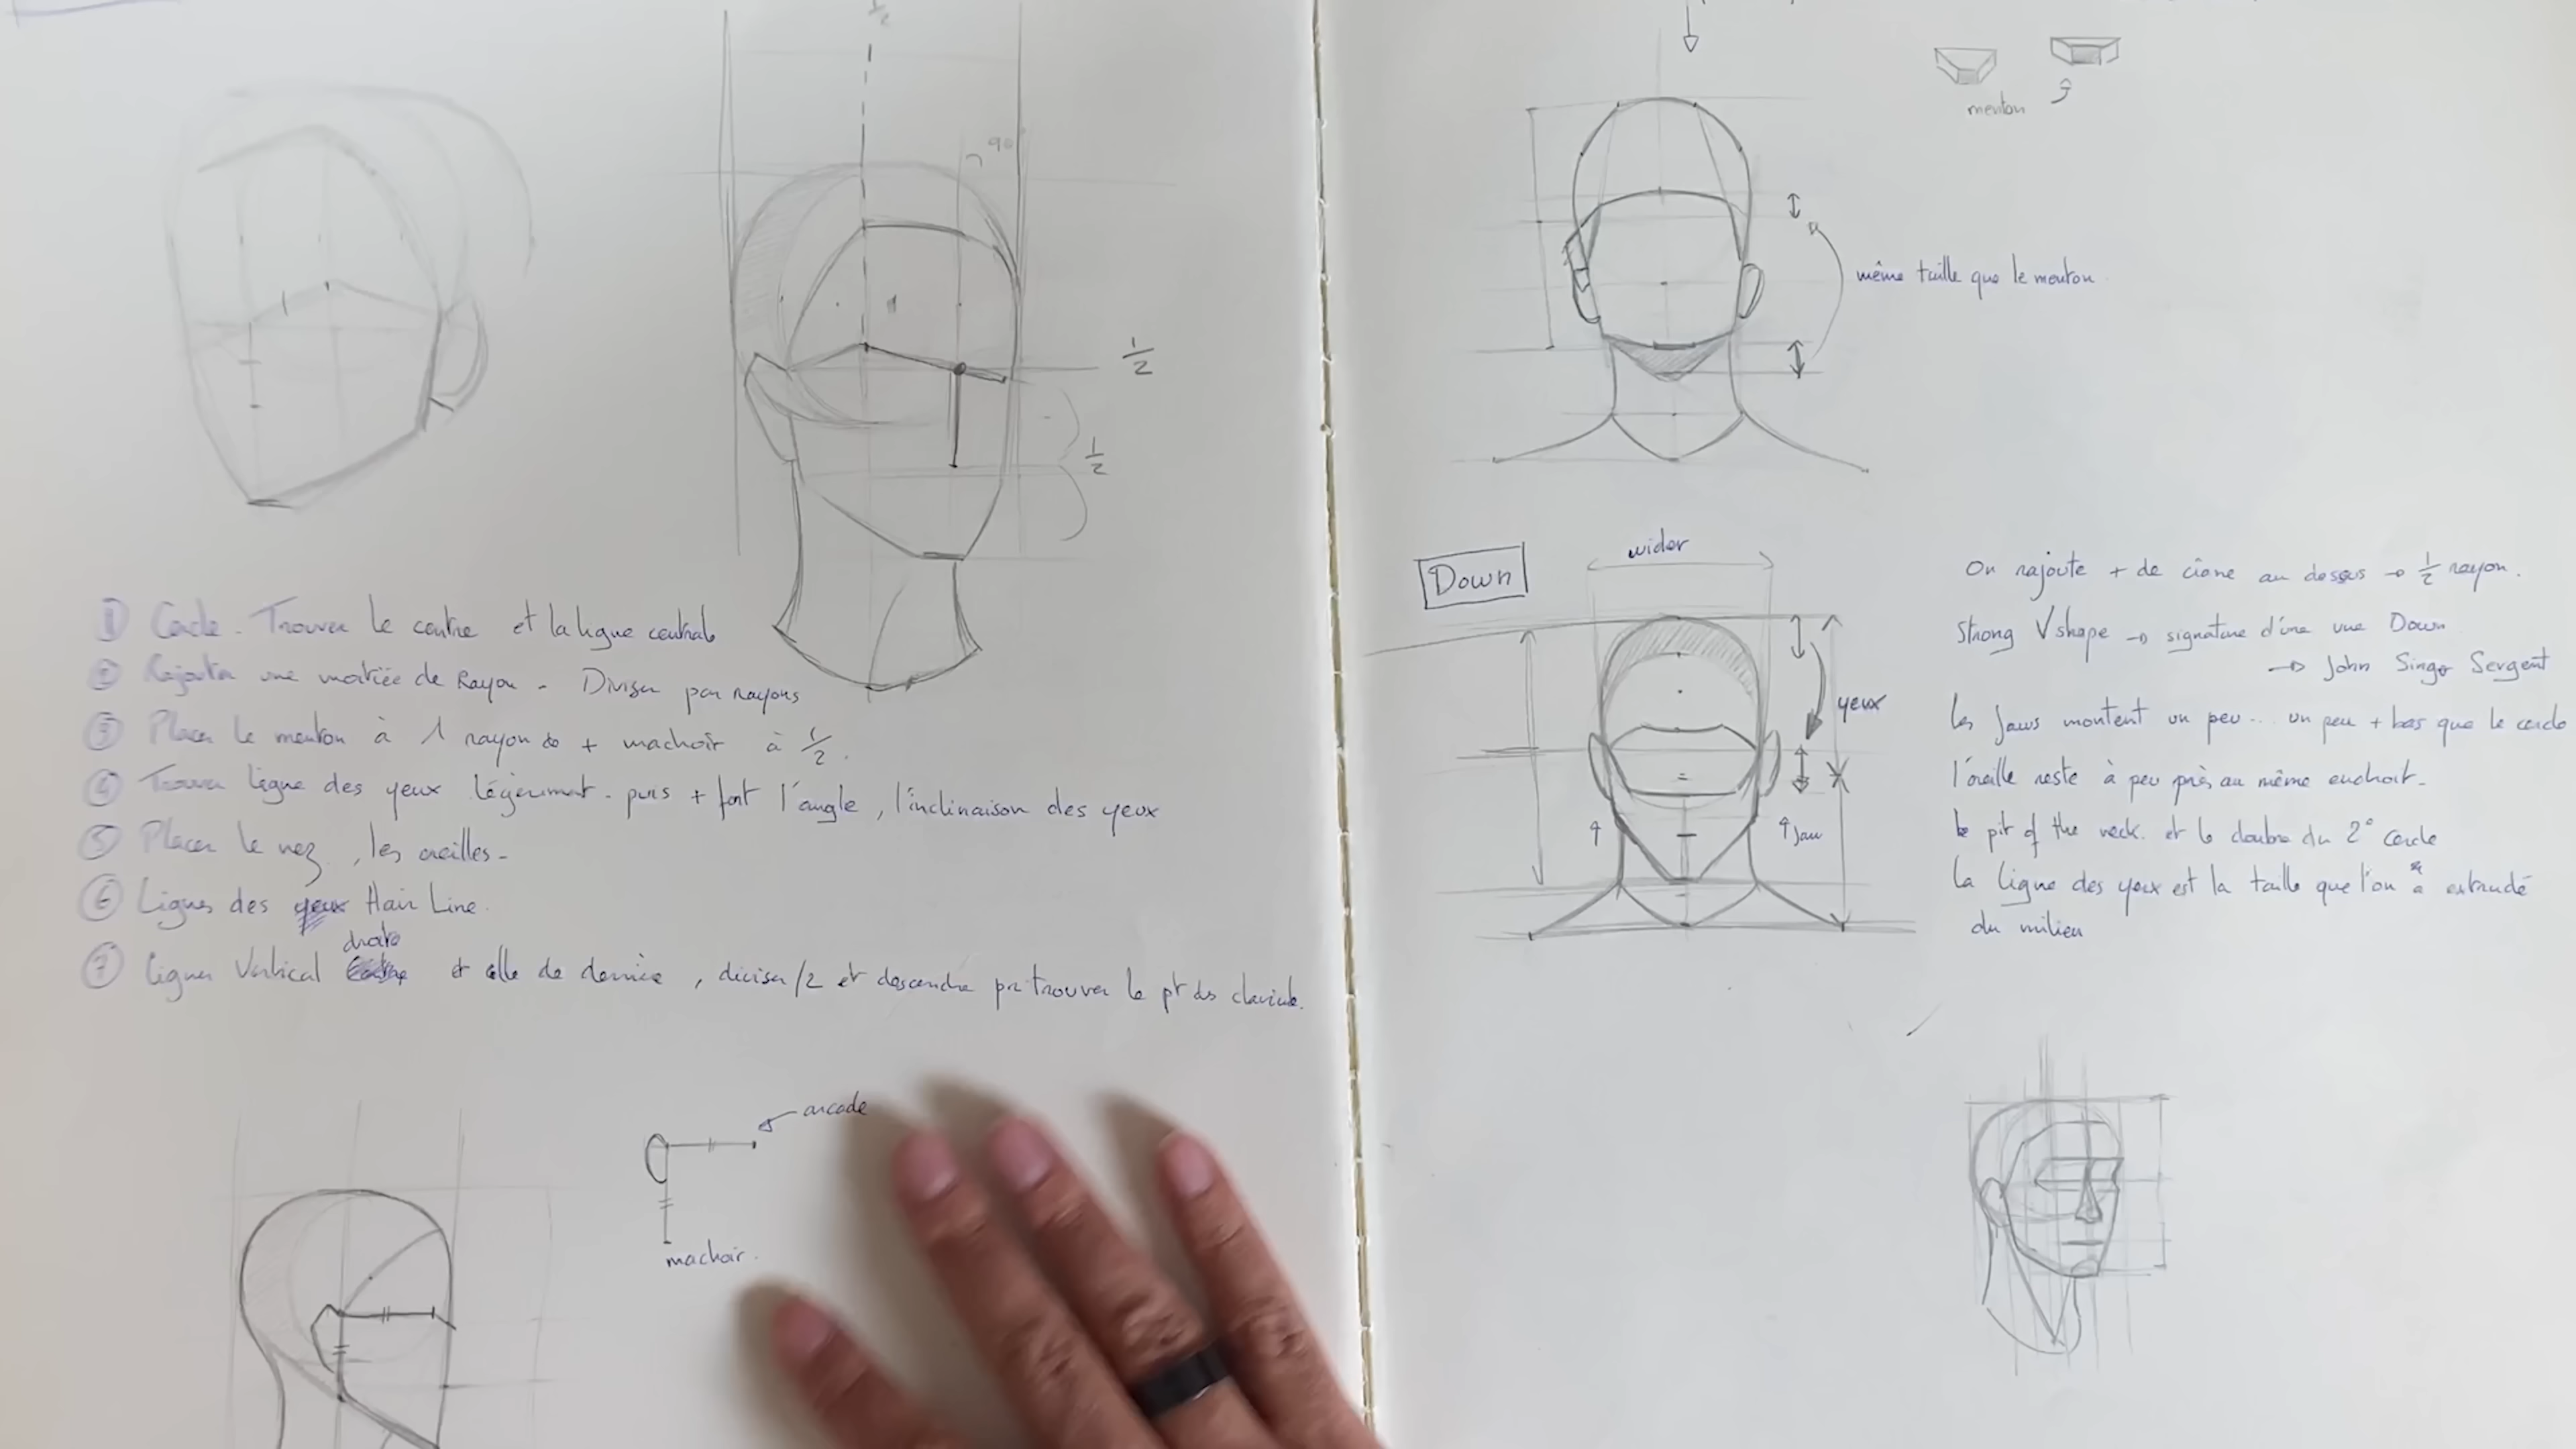 1/2
90
1/2
1/2
① Cercle. Trouver le centre et la ligne centrale
② Rajouter une moitiée de Rayon - Diviser par rayons
③ Placer le menton à 1 rayon + machoir à 1/2.
④ Trouver ligne des yeux légèrement - puis + fort l'angle, l'inclinaison des yeux
⑤ Placer le nez, les oreilles -
⑥ Lignes des Hair Line.
droite
⑦ Lignes Vertical et elle de derrière, diviser /2 et descendre pr trouver le pt des clavicule.
arcade
machoir.
menton
même taille que le menton
Down
wider
yeux
Jaw
On rajoute + de crâne au dessus → 1/2 rayon.
Strong V shape → signature d'une vue Down
→ John Singer Sergent
les Jaws montent un peu... un peu + bas que le cercle
l'oreille reste à peu près au même endroit -
le pit of the neck. et le double du 2° cercle
la ligne des yeux est la taille que l'on a extrudé
du milieu